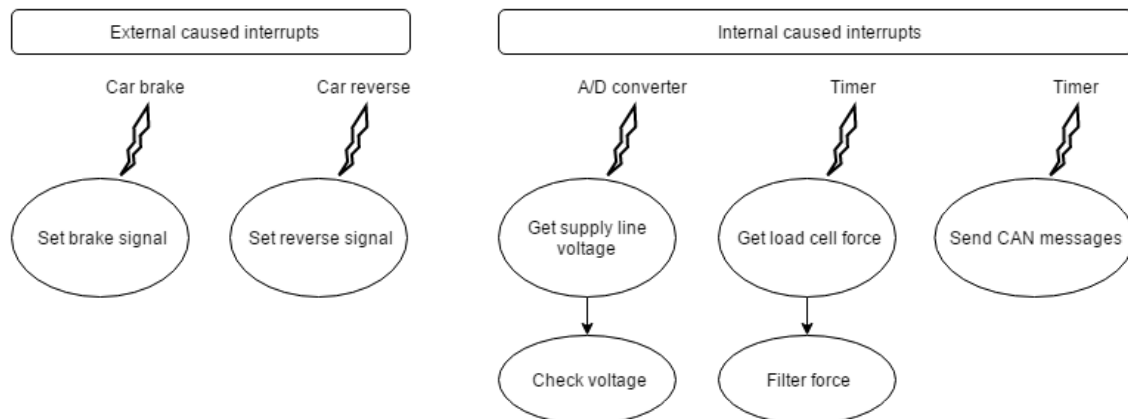 External caused interrupts
Internal caused interrupts
Car brake
Car reverse
A/D converter
Timer
Timer
Set brake signal
Set reverse signal
Get supply line
voltage
Get load cell force
Send CAN messages
Check voltage
Filter force